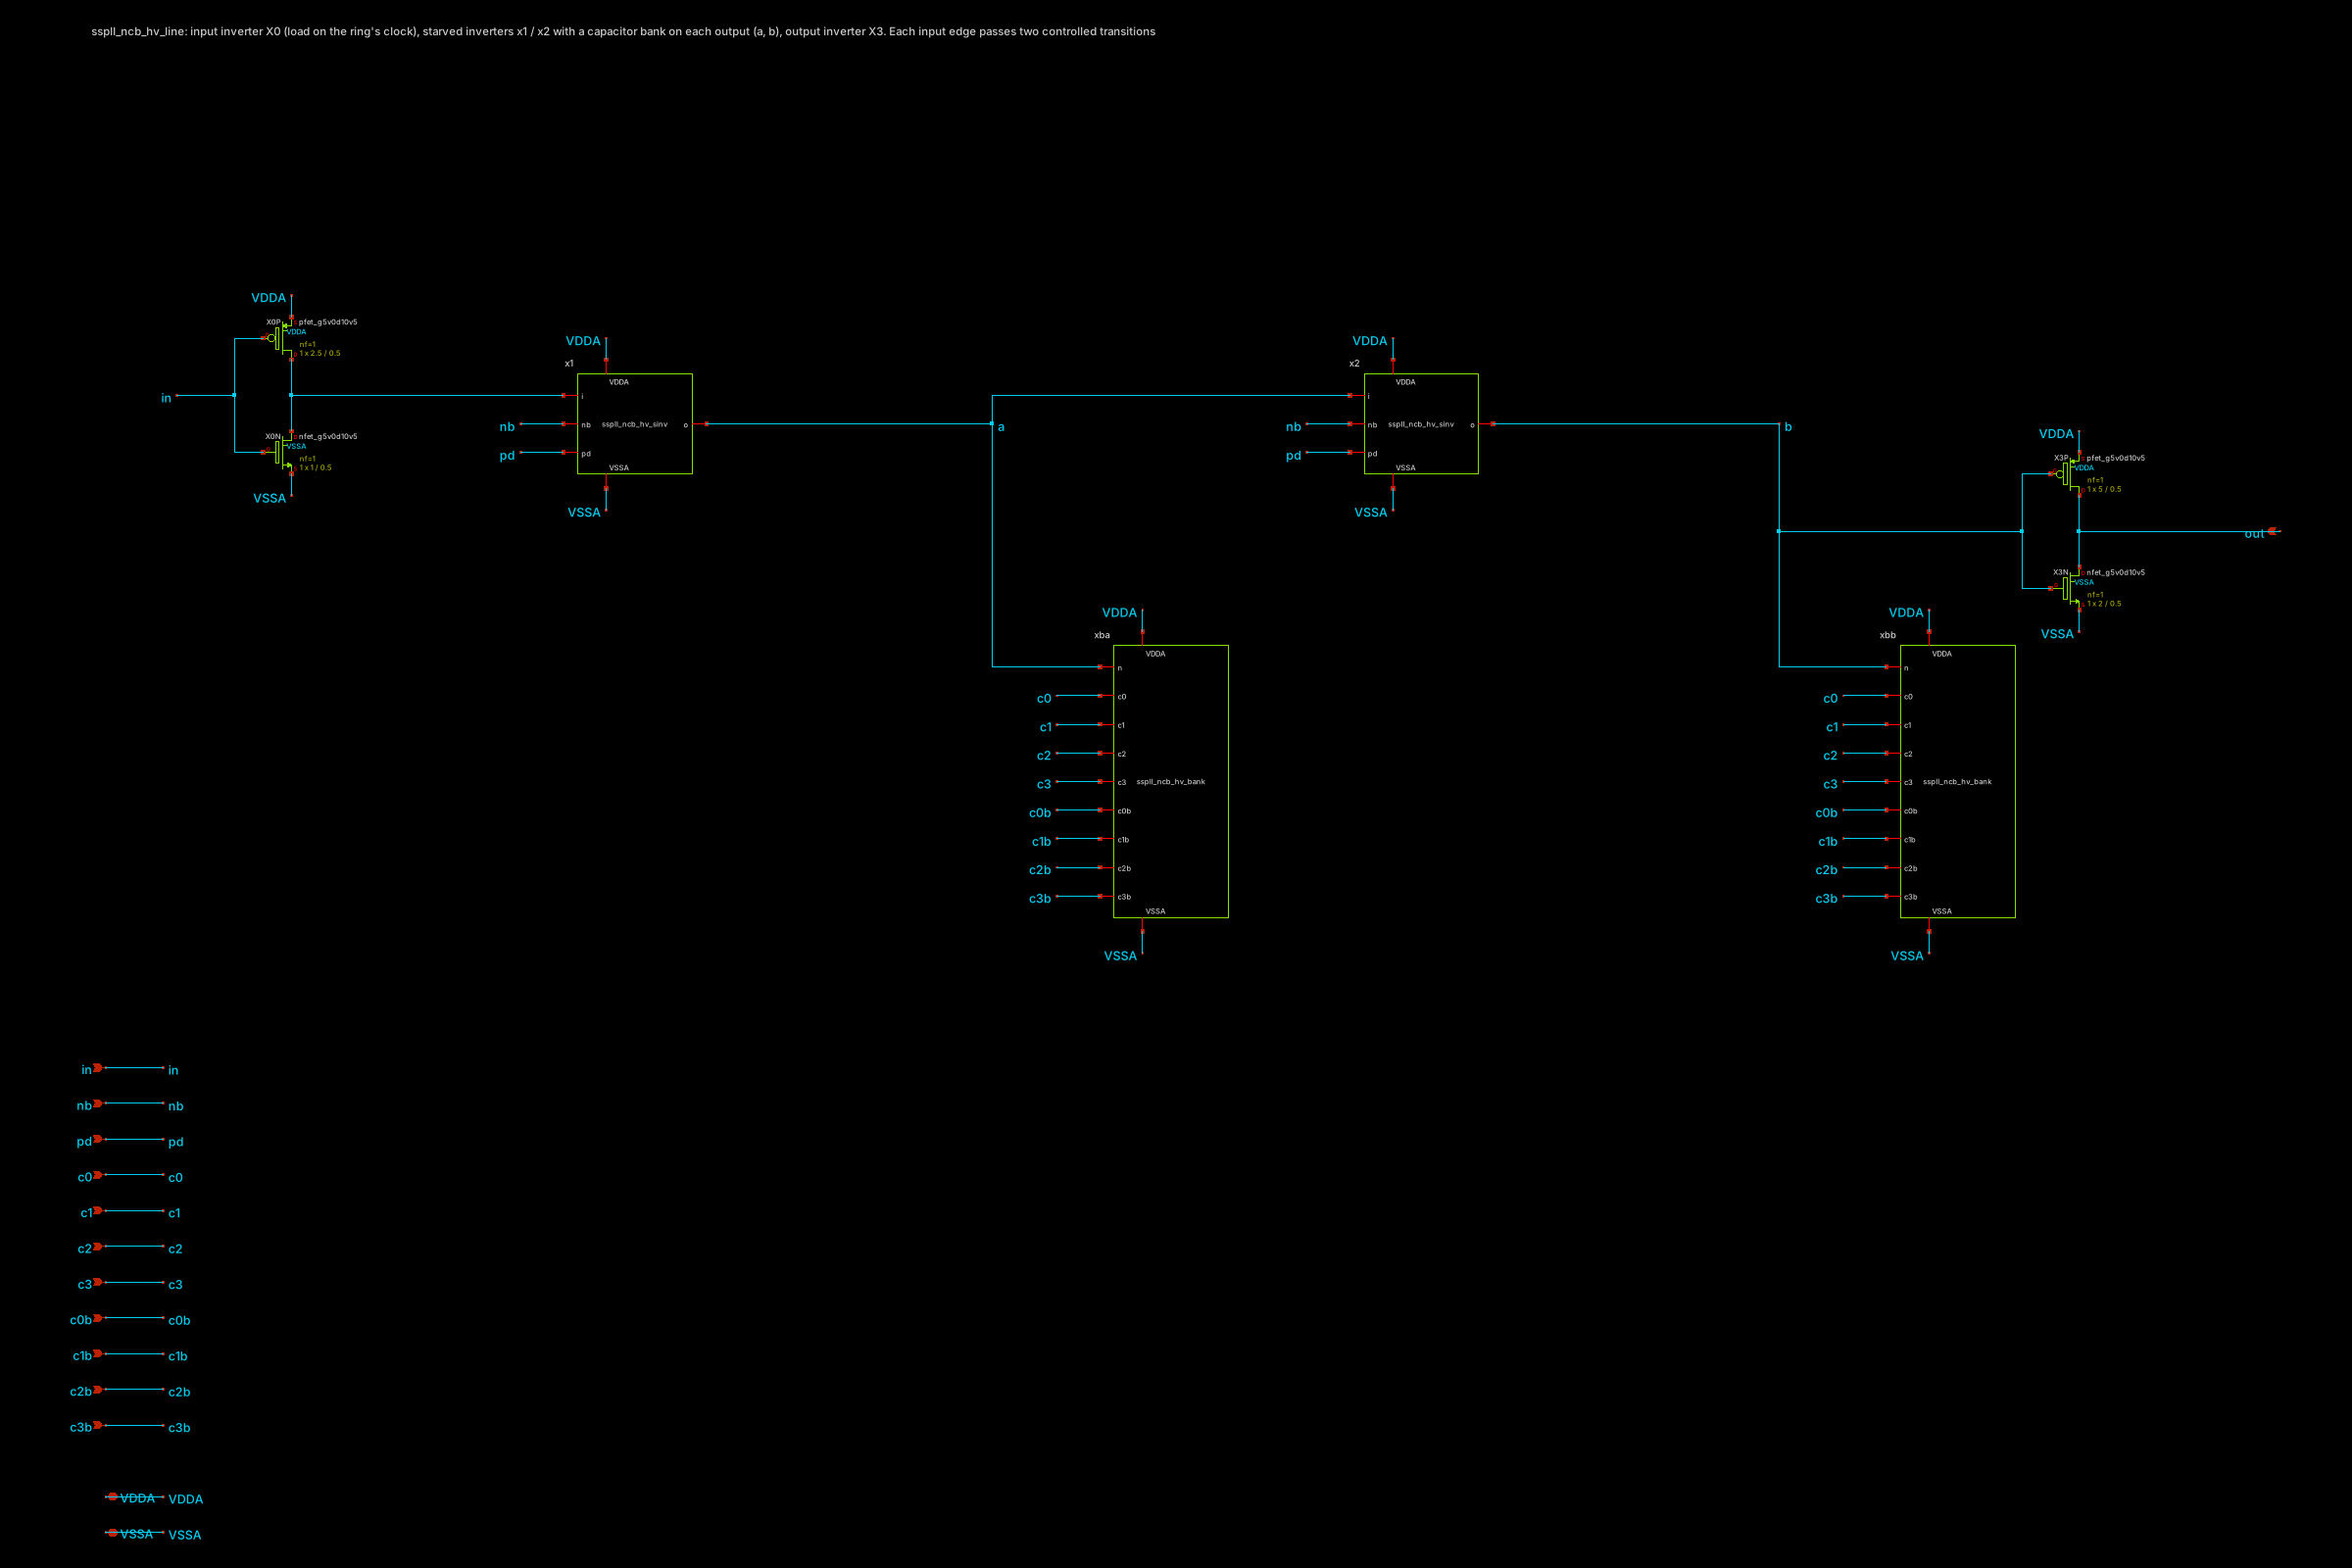 sspll_ncb_hv_line: input inverter X0 (load on the ring's clock), starved inverters x1 / x2 with a capacitor bank on each output (a, b), output inverter X3. Each input edge passes two controlled transitions
VDDA
X0P pfet_g5v0d10v5
VDDA
nf=1
1 x 2.5 / 0.5
in
X0N nfet_g5v0d10v5
VSSA
nf=1
1 x 1 / 0.5
VSSA
VDDA
x1
VDDA
i
nb nb sspll_ncb_hv_sinv o
pd pd
VSSA
VSSA
a
VDDA
x2
VDDA
i
nb nb sspll_ncb_hv_sinv o
pd pd
VSSA
VSSA
b
VDDA
X3P pfet_g5v0d10v5
VDDA
nf=1
1 x 5 / 0.5
out
X3N nfet_g5v0d10v5
VSSA
nf=1
1 x 2 / 0.5
VSSA
VDDA
xba
VDDA
n
c0 c0
c1 c1
c2 c2
c3 c3 sspll_ncb_hv_bank
c0b c0b
c1b c1b
c2b c2b
c3b c3b
VSSA
VSSA
VDDA
xbb
VDDA
n
c0 c0
c1 c1
c2 c2
c3 c3 sspll_ncb_hv_bank
c0b c0b
c1b c1b
c2b c2b
c3b c3b
VSSA
VSSA
in in
nb nb
pd pd
c0 c0
c1 c1
c2 c2
c3 c3
c0b c0b
c1b c1b
c2b c2b
c3b c3b
VDDA VDDA
VSSA VSSA